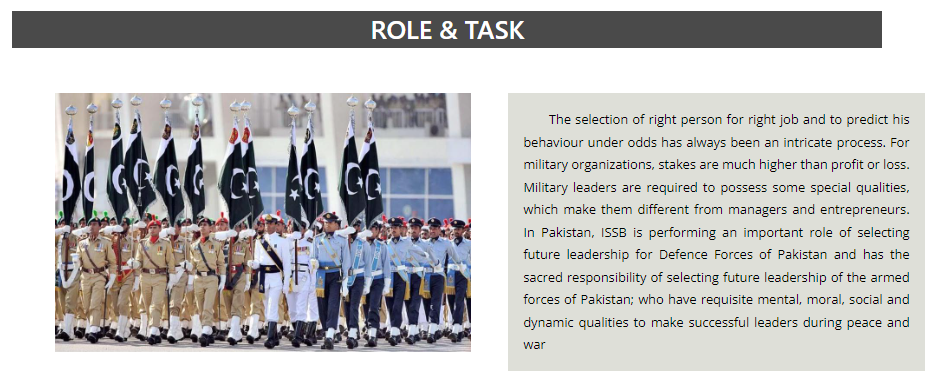 ROLE & TASK
The selection of right person for right job and to predict his
behaviour under odds has always been an intricate process. For
military organizations, stakes are much higher than profit or loss.
Military leaders are required to possess some special qualities,
which make them different from managers and entrepreneurs.
In Pakistan, ISSB is performing an important role of selecting
future leadership for Defence Forces of Pakistan and has the
sacred responsibility of selecting future leadership of the armed
forces of Pakistan; who have requisite mental, moral, social and
dynamic qualities to make successful leaders during peace and
war